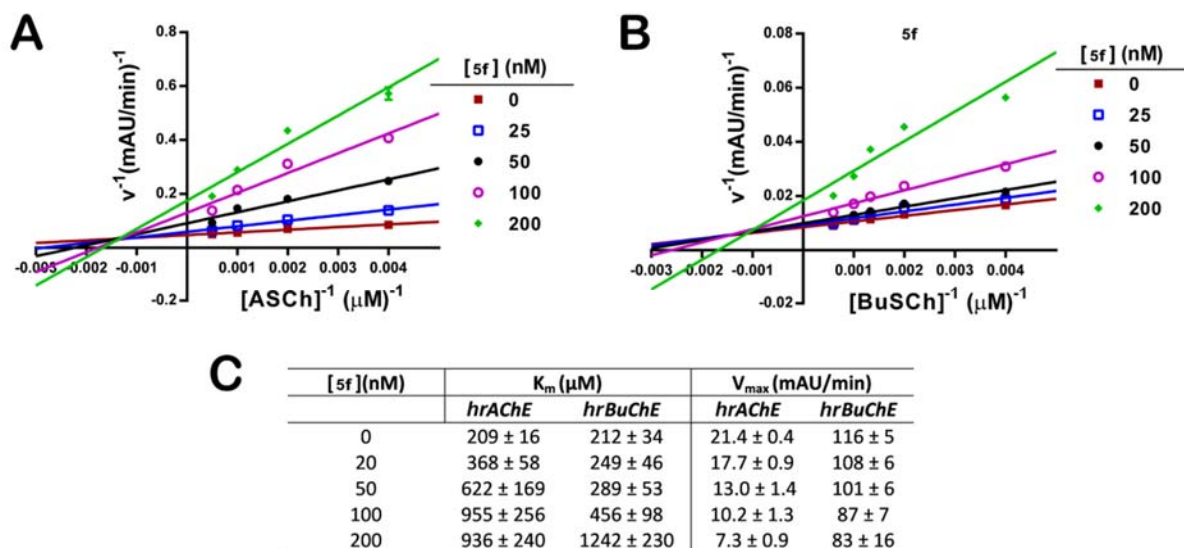 A
v⁻¹(mAU/min)⁻¹
0.8
0.6
0.4
0.2
-0.2
-0.003 -0.002 -0.001 0.001 0.002 0.003 0.004
[ASCh]⁻¹ (μM)⁻¹
[5f] (nM)
0
25
50
100
200
B
5f
v⁻¹(mAU/min)⁻¹
0.08
0.06
0.04
0.02
-0.02
-0.003 -0.002 -0.001 0.001 0.002 0.003 0.004
[BuSCh]⁻¹ (μM)⁻¹
[5f] (nM)
0
25
50
100
200
C
[5f](nM) Kₘ (μM) Vₘₐₓ (mAU/min)
hrAChE hrBuChE hrAChE hrBuChE
0 209 ± 16 212 ± 34 21.4 ± 0.4 116 ± 5
20 368 ± 58 249 ± 46 17.7 ± 0.9 108 ± 6
50 622 ± 169 289 ± 53 13.0 ± 1.4 101 ± 6
100 955 ± 256 456 ± 98 10.2 ± 1.3 87 ± 7
200 936 ± 240 1242 ± 230 7.3 ± 0.9 83 ± 16